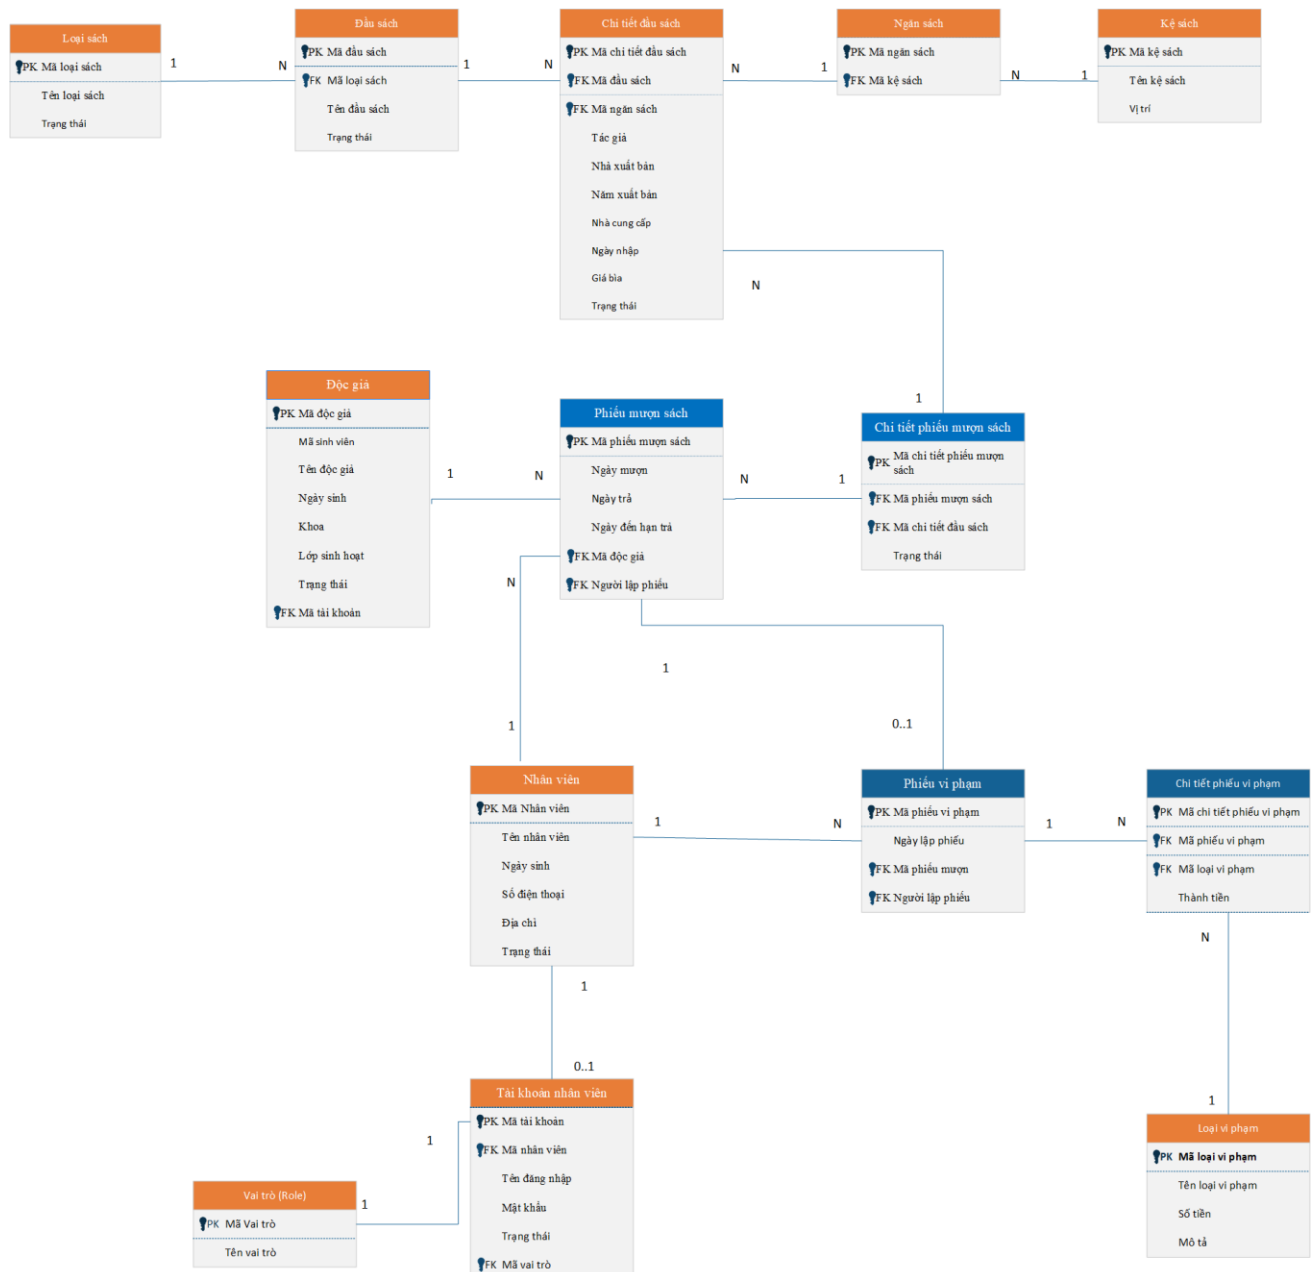 Loại sách
PK Mã loại sách
Tên loại sách
Trạng thái
1
N
Đầu sách
PK Mã đầu sách
FK Mã loại sách
Tên đầu sách
Trạng thái
1
N
Chi tiết đầu sách
PK Mã chi tiết đầu sách
FK Mã đầu sách
FK Mã ngăn sách
Tác giả
Nhà xuất bản
Năm xuất bản
Nhà cung cấp
Ngày nhập
Giá bìa
Trạng thái
N
1
Ngăn sách
PK Mã ngăn sách
FK Mã kệ sách
N
1
Kệ sách
PK Mã kệ sách
Tên kệ sách
Vị trí
N
1
Độc giả
PK Mã độc giả
Mã sinh viên
Tên độc giả
Ngày sinh
Khoa
Lớp sinh hoạt
Trạng thái
FK Mã tài khoản
1
N
Phiếu mượn sách
PK Mã phiếu mượn sách
Ngày mượn
Ngày trả
Ngày đến hạn trả
FK Mã độc giả
FK Người lập phiếu
N
1
Chi tiết phiếu mượn sách
PK Mã chi tiết phiếu mượn
sách
FK Mã phiếu mượn sách
FK Mã chi tiết đầu sách
Trạng thái
N
1
1
0..1
Nhân viên
PK Mã Nhân viên
Tên nhân viên
Ngày sinh
Số điện thoại
Địa chỉ
Trạng thái
1
N
Phiếu vi phạm
PK Mã phiếu vi phạm
Ngày lập phiếu
FK Mã phiếu mượn
FK Người lập phiếu
1
N
Chi tiết phiếu vi phạm
PK Mã chi tiết phiếu vi phạm
FK Mã phiếu vi phạm
FK Mã loại vi phạm
Thành tiền
N
1
1
0..1
Tài khoản nhân viên
PK Mã tài khoản
FK Mã nhân viên
Tên đăng nhập
Mật khẩu
Trạng thái
FK Mã vai trò
1
1
Vai trò (Role)
PK Mã Vai trò
Tên vai trò
Loại vi phạm
PK Mã loại vi phạm
Tên loại vi phạm
Số tiền
Mô tả